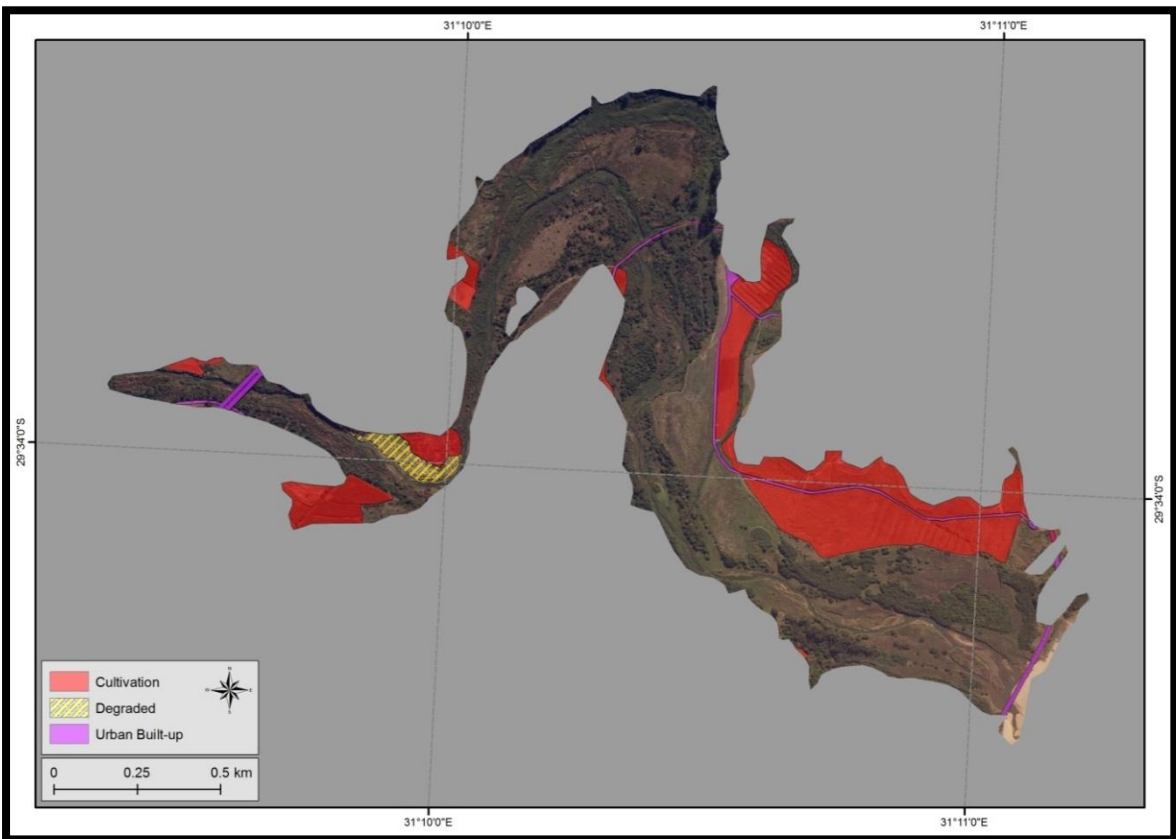 31°10'0"E
31°11'0"E
29°34'0"S
29°34'0"S
Cultivation
Degraded
Urban Built-up
N
W
E
S
0
0.25
0.5 km
31°10'0"E
31°11'0"E